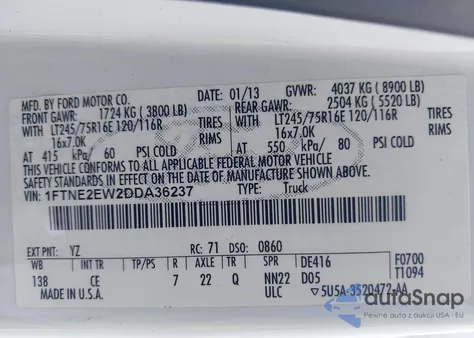 MFD. BY FORD MOTOR CO.
DATE: 01/13 GVWR: 4037 KG ( 8900 LB)
FRONT GAWR: 1724 KG ( 3800 LB)
REAR GAWR: 2504 KG ( 5520 LB)
WITH LT245/75R16E 120/116R TIRES
WITH LT245/75R16E 120/116R TIRES
16x7.0K RIMS
16x7.0K RIMS
AT 415 kPa/ 60 PSI COLD
AT 550 kPa/ 80 PSI COLD
THIS VEHICLE CONFORMS TO ALL APPLICABLE FEDERAL MOTOR VEHICLE
SAFETY STANDARDS IN EFFECT ON THE DATE OF MANUFACTURE SHOWN ABOVE.
VIN: 1FTNE2EW2DDA36237
TYPE: Truck
EXT PNT: YZ RC: 71 DSO: 0860
WB INT TR TP/PS R AXLE TR SPR DE416 F0700
138 CE 7 22 Q NN22 D05 T1094
MADE IN U.S.A. ULC 5U5A-3520472-AA
autoSnap
Pewne auta z aukcji USA i EU